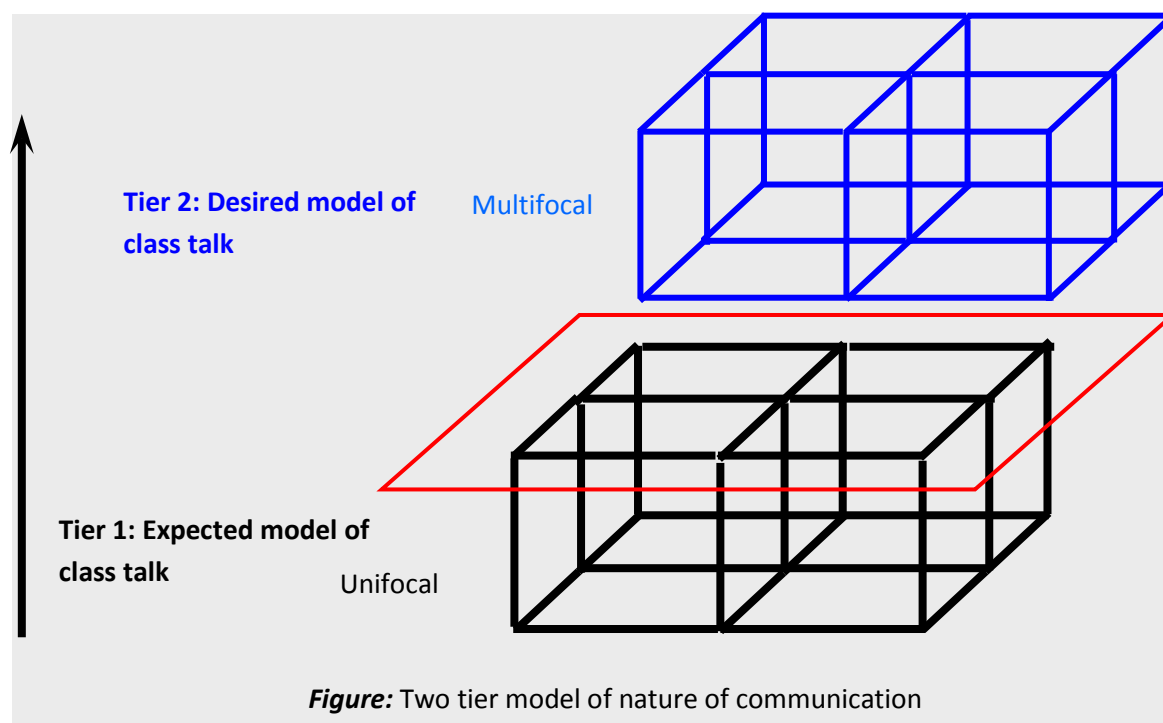 Tier 2: Desired model of
class talk
Multifocal
Tier 1: Expected model of
class talk
Unifocal
Figure: Two tier model of nature of communication